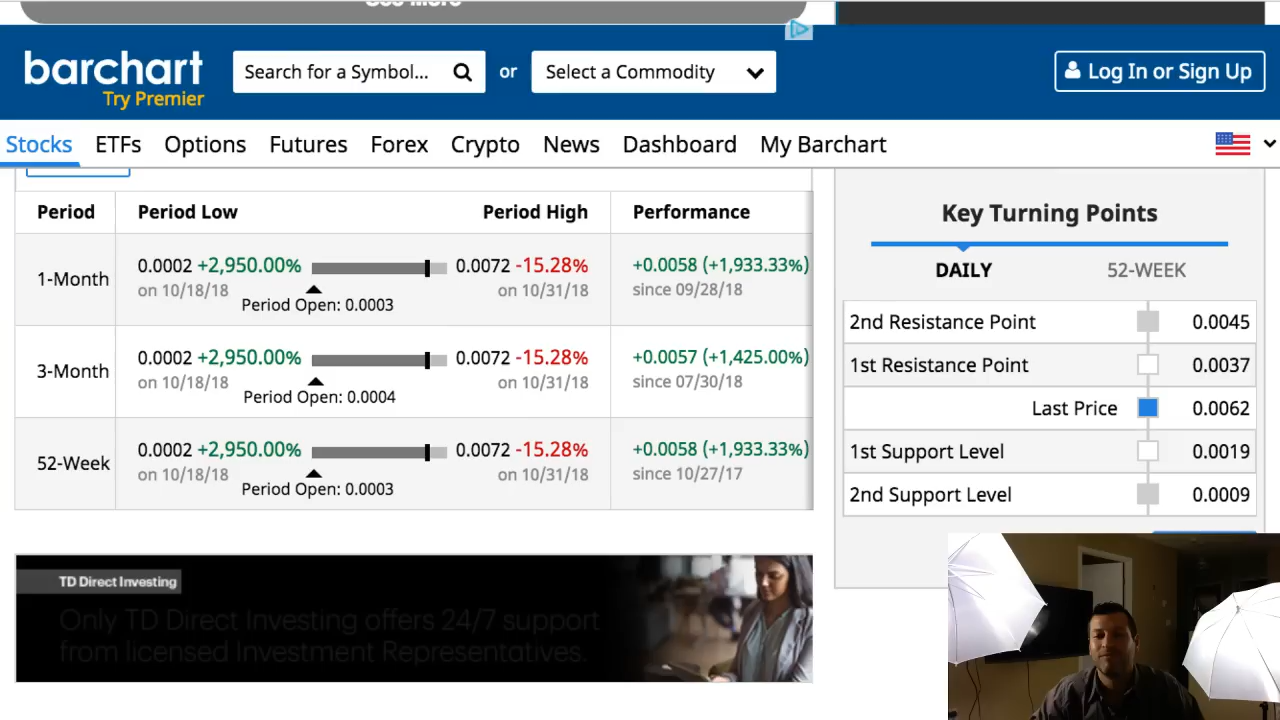 barchart
Try Premier
Search for a Symbol...
or
Select a Commodity
Log In or Sign Up
Stocks ETFs Options Futures Forex Crypto News Dashboard My Barchart
Period Period Low Period High Performance
1-Month
0.0002 +2,950.00% 0.0072 -15.28% +0.0058 (+1,933.33%)
on 10/18/18 on 10/31/18 since 09/28/18
Period Open: 0.0003
3-Month
0.0002 +2,950.00% 0.0072 -15.28% +0.0057 (+1,425.00%)
on 10/18/18 on 10/31/18 since 07/30/18
Period Open: 0.0004
52-Week
0.0002 +2,950.00% 0.0072 -15.28% +0.0058 (+1,933.33%)
on 10/18/18 on 10/31/18 since 10/27/17
Period Open: 0.0003
Key Turning Points
DAILY 52-WEEK
2nd Resistance Point 0.0045
1st Resistance Point 0.0037
Last Price 0.0062
1st Support Level 0.0019
2nd Support Level 0.0009
TD Direct Investing
Only TD Direct Investing offers 24/7 support
from licensed Investment Representatives.